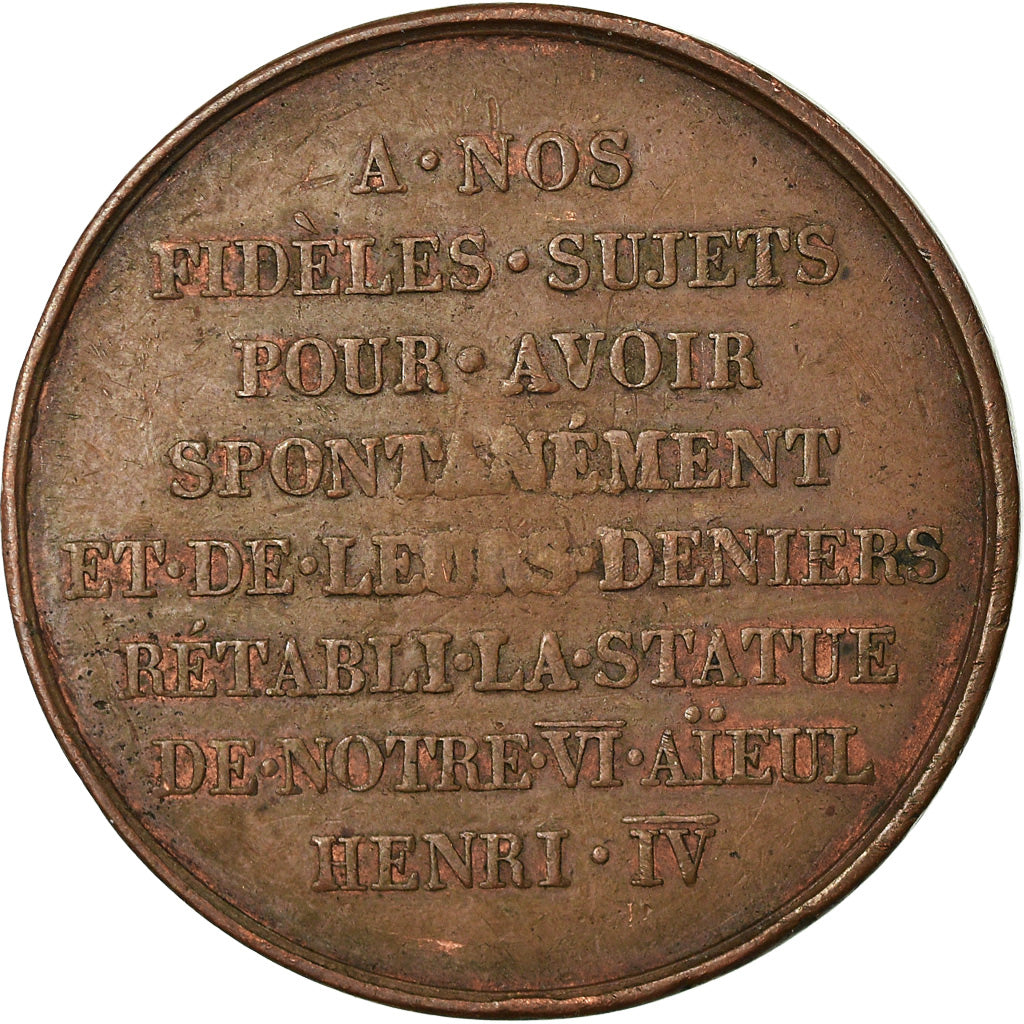 A·NOS
FIDÈLES·SUJETS
POUR·AVOIR
SPONTANÉMENT
ET·DE·LEURS·DENIERS
RÉTABLI·LA·STATUE
DE·NOTRE·VI·AÏEUL
HENRI·IV